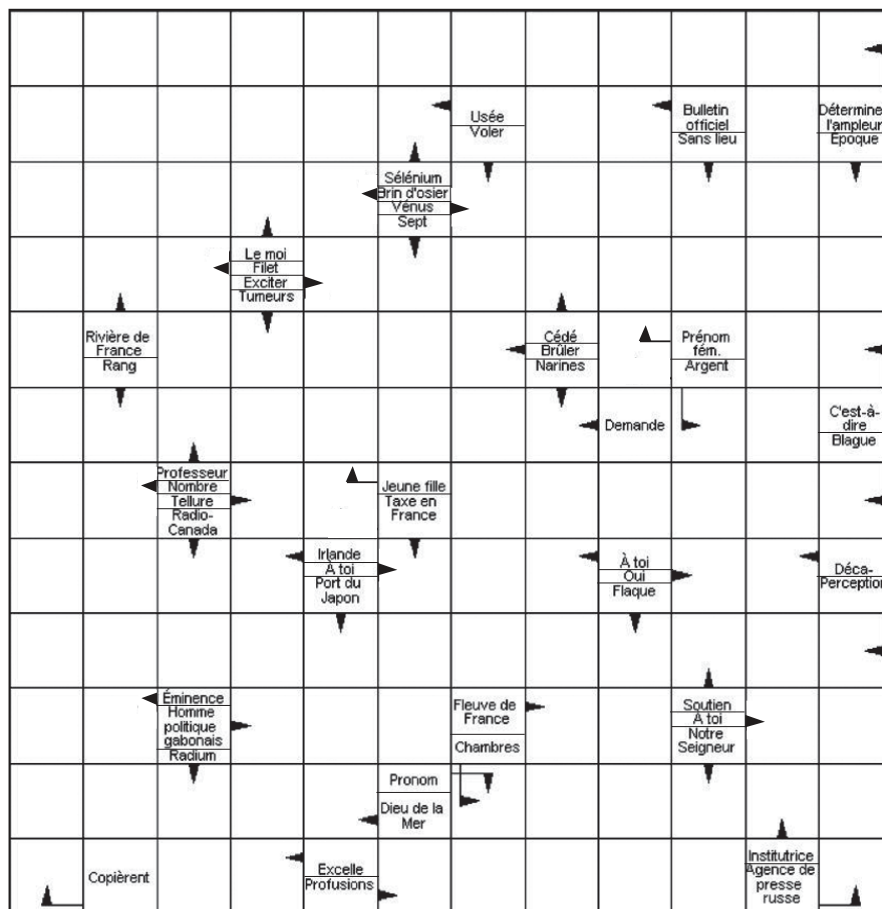 Usée
Voler
Bulletin
officiel
Sans lieu
Détermine
l'ampleur
Époque
Sélénium
Brin d'osier
Vénus
Sept
Le moi
Filet
Exciter
Tumeurs
Rivière de
France
Rang
Cédé
Brûler
Narines
Prénom
fém.
Argent
Demande
C'est-à-
dire
Blague
Professeur
Nombre
Tellure
Radio-
Canada
Jeune fille
Taxe en
France
Irlande
À toi
Port du
Japon
À toi
Oui
Flaque
Déca-
Perception
Éminence
Homme
politique
gabonais
Radium
Fleuve de
France
Chambres
Soutien
À toi
Notre
Seigneur
Pronom
Dieu de la
Mer
Copièrent
Excelle
Profusions
Institutrice
Agence de
presse
russe